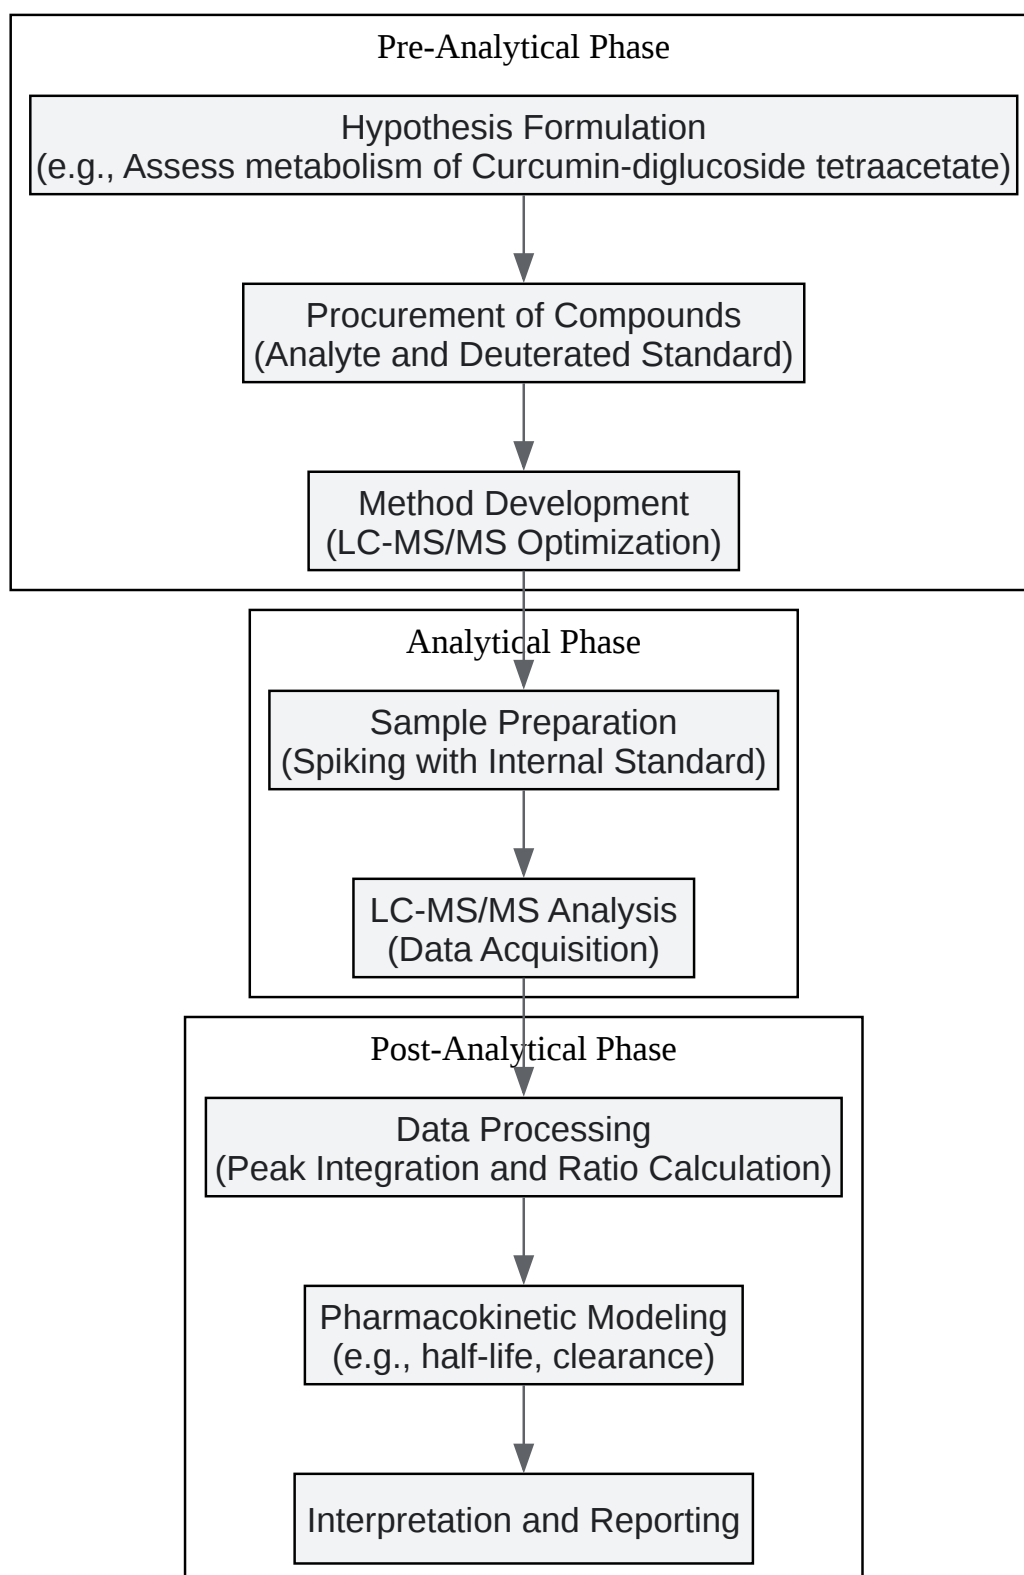 Pre-Analytical Phase
Hypothesis Formulation
(e.g., Assess metabolism of Curcumin-diglucoside tetraacetate)
Procurement of Compounds
(Analyte and Deuterated Standard)
Method Development
(LC-MS/MS Optimization)
Analytical Phase
Sample Preparation
(Spiking with Internal Standard)
LC-MS/MS Analysis
(Data Acquisition)
Post-Analytical Phase
Data Processing
(Peak Integration and Ratio Calculation)
Pharmacokinetic Modeling
(e.g., half-life, clearance)
Interpretation and Reporting